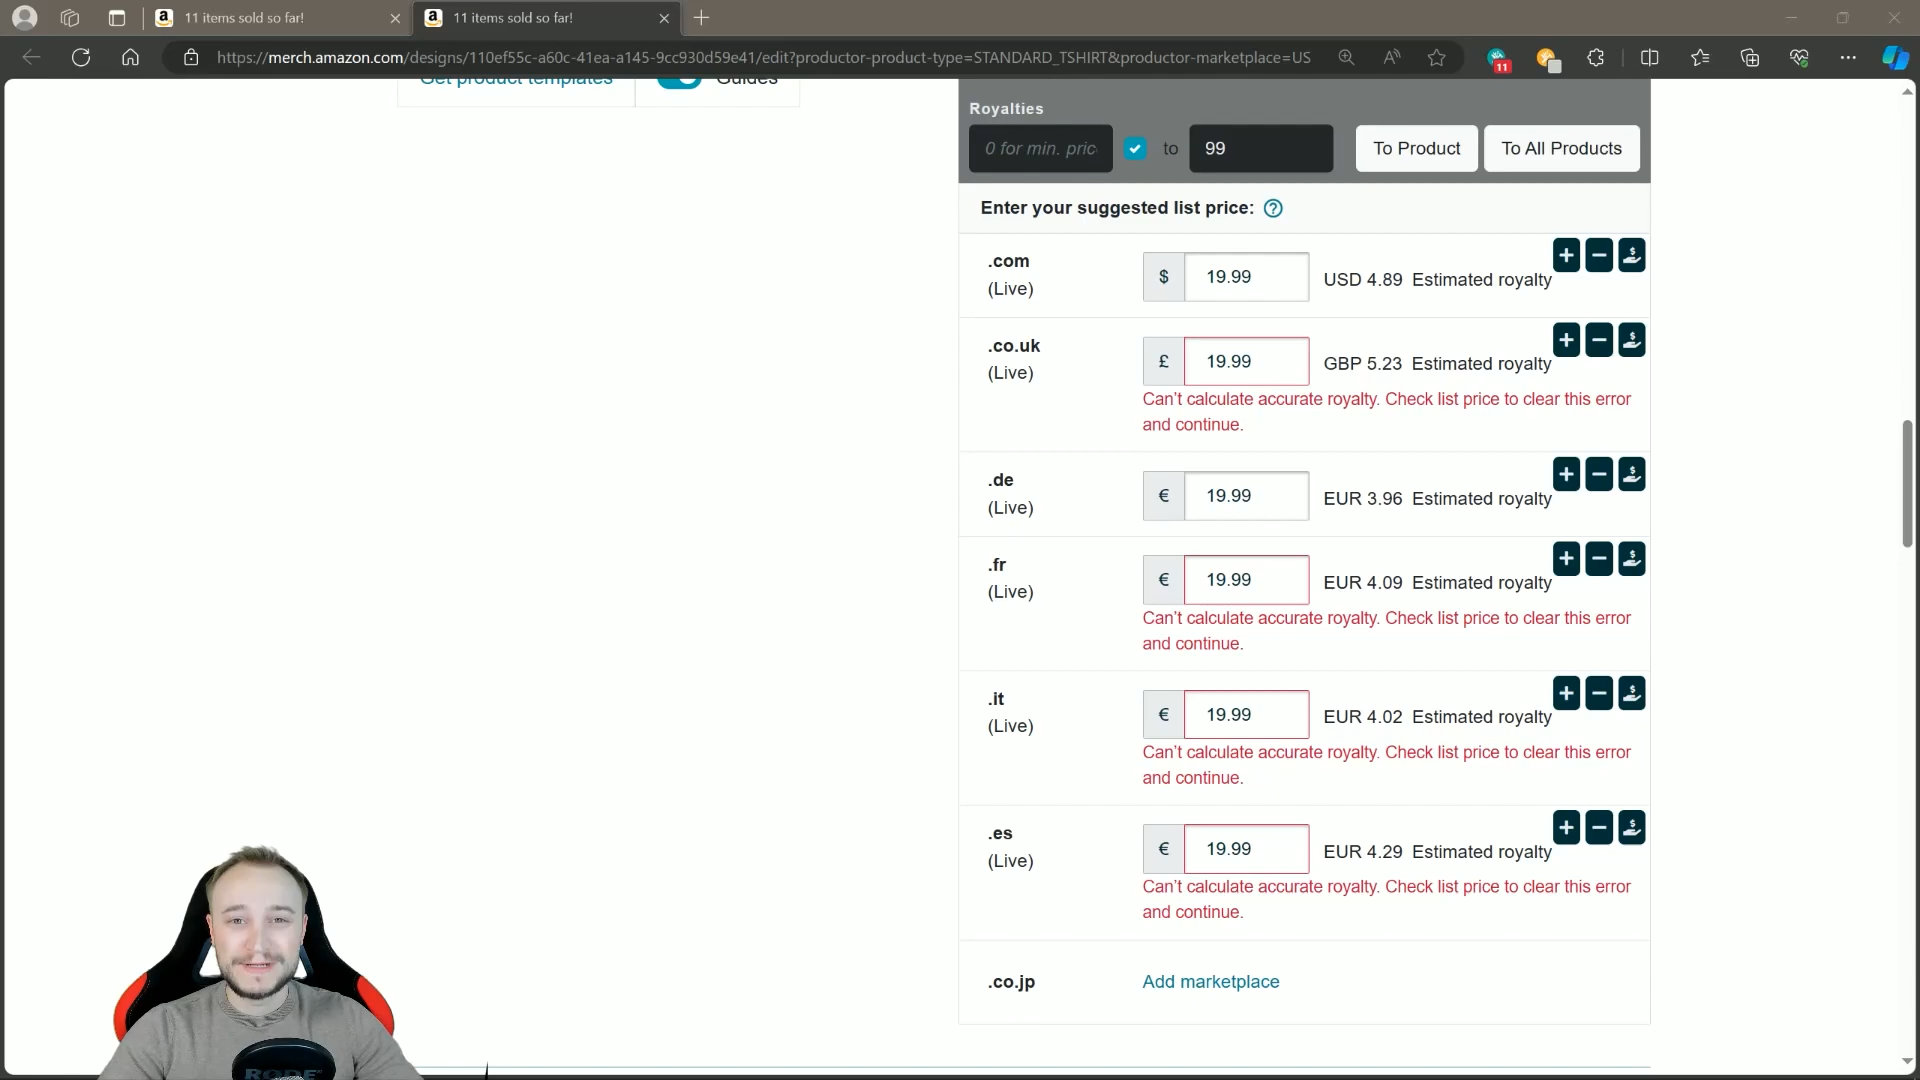 11 items sold so far!
11 items sold so far!
https://merch.amazon.com/designs/110ef55c-a60c-41ea-a145-9cc930d59e41/edit?productor-product-type=STANDARD_TSHIRT&productor-marketplace=US
11
Get product templates
Guides
Royalties
0 for min. pric
to
99
To Product
To All Products
Enter your suggested list price: ?
.com
(Live)
$ 19.99
USD 4.89 Estimated royalty
.co.uk
(Live)
£ 19.99
GBP 5.23 Estimated royalty
Can't calculate accurate royalty. Check list price to clear this error
and continue.
.de
(Live)
€ 19.99
EUR 3.96 Estimated royalty
.fr
(Live)
€ 19.99
EUR 4.09 Estimated royalty
Can't calculate accurate royalty. Check list price to clear this error
and continue.
.it
(Live)
€ 19.99
EUR 4.02 Estimated royalty
Can't calculate accurate royalty. Check list price to clear this error
and continue.
.es
(Live)
€ 19.99
EUR 4.29 Estimated royalty
Can't calculate accurate royalty. Check list price to clear this error
and continue.
.co.jp
Add marketplace
RODE